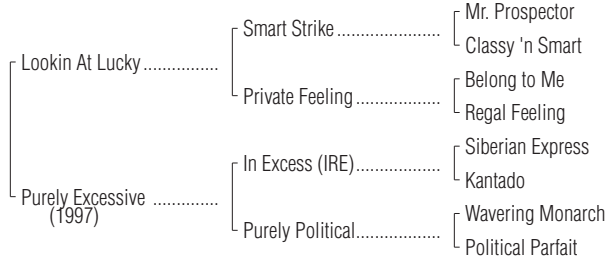 Mr. Prospector
Smart Strike ....................
Classy 'n Smart
Lookin At Lucky ...............
Belong to Me
Private Feeling ....................
Regal Feeling
Siberian Express
In Excess (IRE)....................
Kantado
Purely Excessive ...............
(1997)
Wavering Monarch
Purely Political....................
Political Parfait